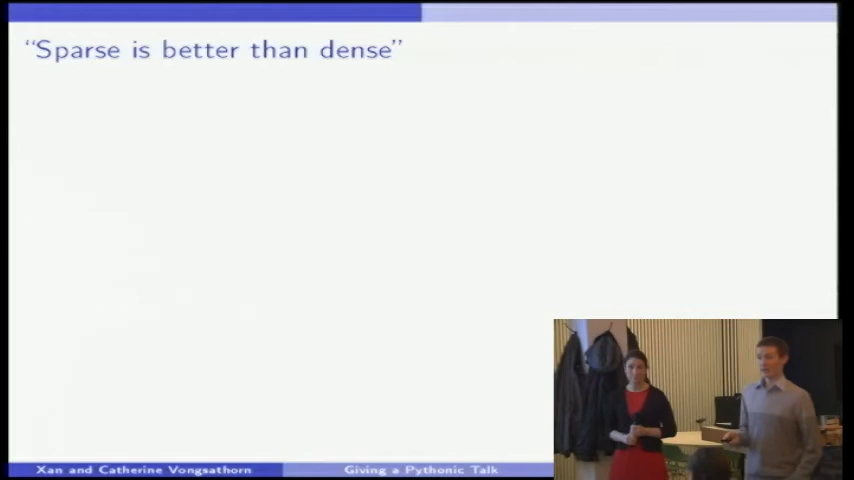 “Sparse is better than dense”
Xan and Catherine Vongsathorn
Giving a Pythonic Talk